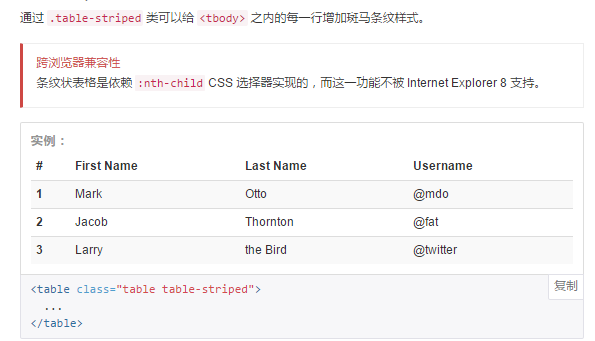 通过 .table-striped 类可以给 <tbody> 之内的每一行增加斑马条纹样式。
跨浏览器兼容性
条纹状表格是依赖 :nth-child CSS 选择器实现的，而这一功能不被 Internet Explorer 8 支持。
实例：
# First Name Last Name Username
1 Mark Otto @mdo
2 Jacob Thornton @fat
3 Larry the Bird @twitter
复制
<table class="table table-striped">
...
</table>